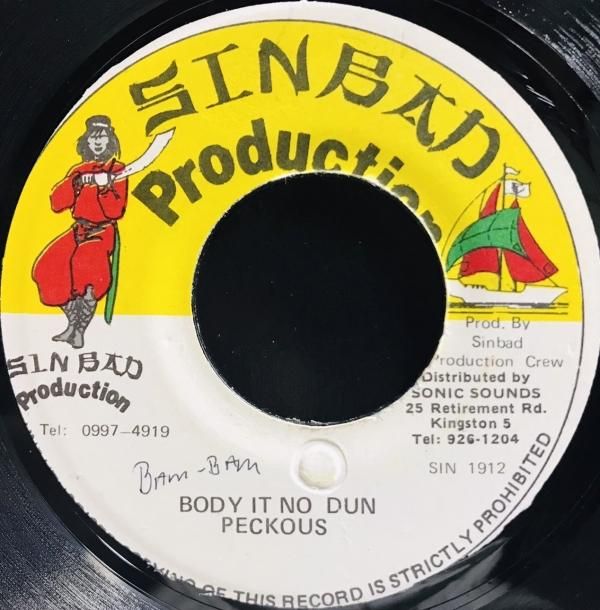 SINBAD
Production
SINBAD
Production
Tel: 0997-4919
Prod. By
Sinbad
Production Crew
Distributed by
SONIC SOUNDS
25 Retirement Rd.
Kingston 5
Tel: 926-1204
SIN 1912
BAM-BAM
BODY IT NO DUN
PECKOUS
OF THIS RECORD IS STRICTLY PROHIBITED